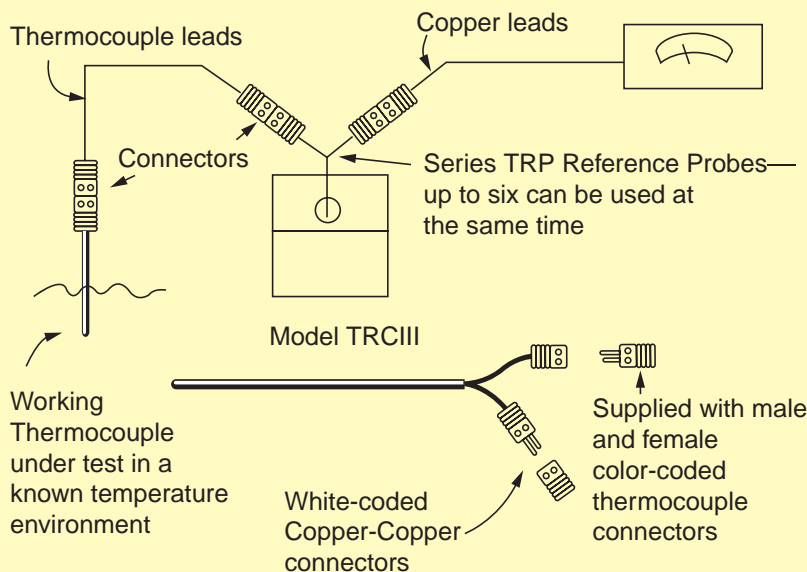 Thermocouple leads
Copper leads
Connectors
Series TRP Reference Probes—
up to six can be used at
the same time
Model TRCIII
Working
Thermocouple
under test in a
known temperature
environment
White-coded
Copper-Copper
connectors
Supplied with male
and female
color-coded
thermocouple
connectors